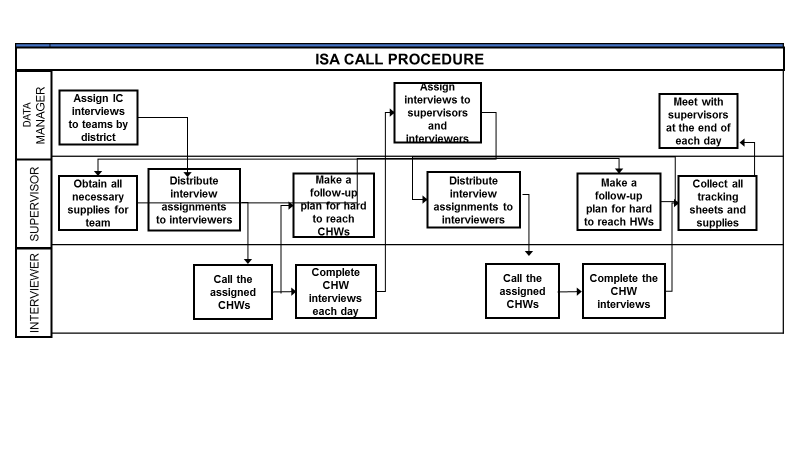 ISA CALL PROCEDURE
DATA
MANAGER
Assign IC
interviews
to teams by
district
Assign
interviews to
supervisors
and
interviewers
Meet with
supervisors
at the end of
each day
SUPERVISOR
Obtain all
necessary
supplies for
team
Distribute
interview
assignments
to interviewers
Make a
follow-up
plan for hard
to reach
CHWs
Distribute
interview
assignments to
interviewers
Make a
follow-up
plan for hard
to reach HWs
Collect all
tracking
sheets and
supplies
INTERVIEWER
Call the
assigned
CHWs
Complete
CHW
interviews
each day
Call the
assigned
CHWs
Complete the
CHW
interviews